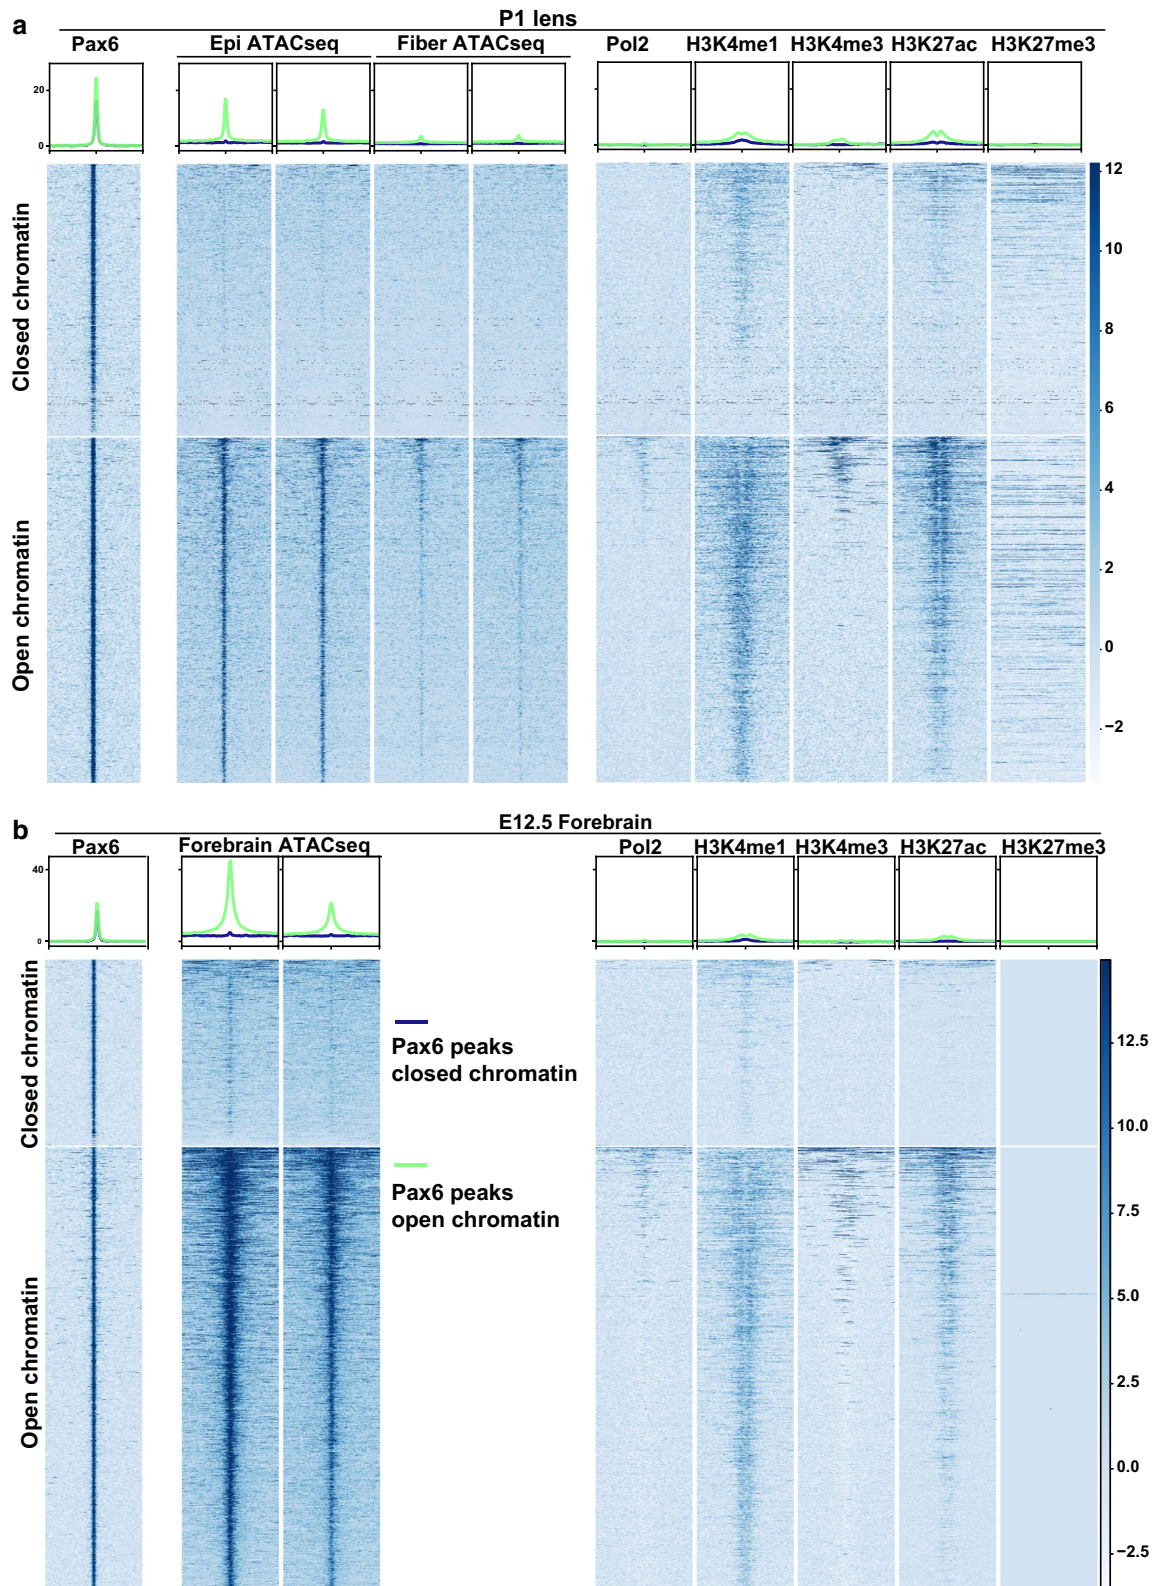 a
P1 lens
Pax6
Epi ATACseq
Fiber ATACseq
Pol2
H3K4me1
H3K4me3
H3K27ac
H3K27me3
20
0
Closed chromatin
Open chromatin
12
10
8
6
4
2
0
−2
b
E12.5 Forebrain
Pax6
Forebrain ATACseq
Pol2
H3K4me1
H3K4me3
H3K27ac
H3K27me3
40
0
Closed chromatin
Open chromatin
Pax6 peaks
closed chromatin
Pax6 peaks
open chromatin
12.5
10.0
7.5
5.0
2.5
0.0
−2.5